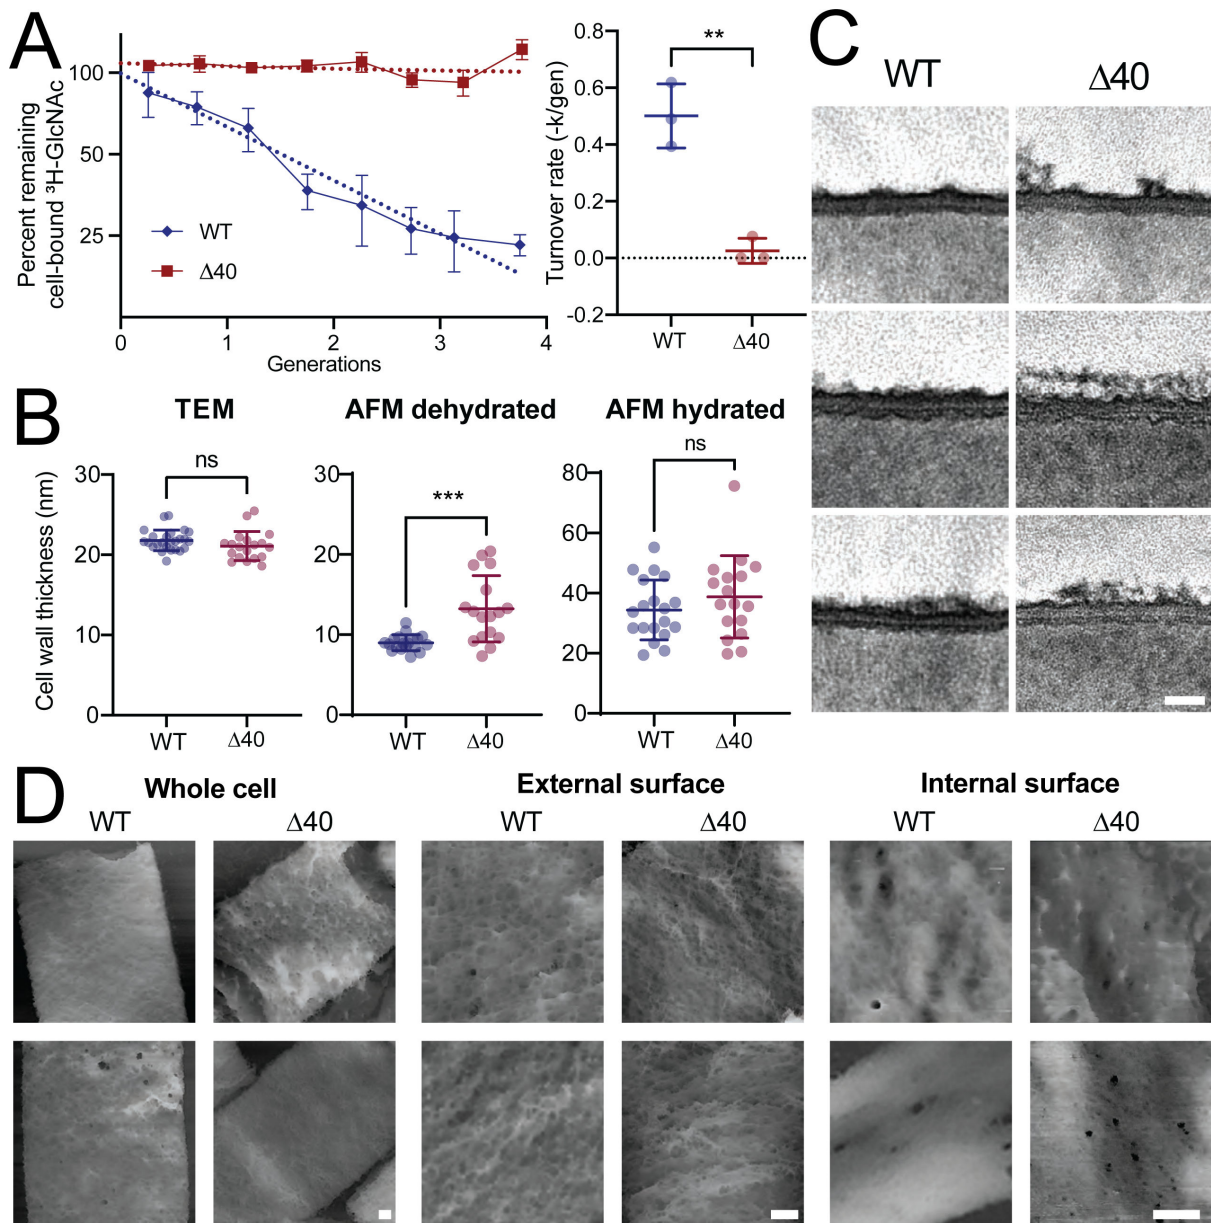 A
Percent remaining
cell-bound ³H-GlcNAc
100
50
25
WT
Δ40
0 1 2 3 4
Generations
Turnover rate (-k/gen)
0.8
0.6
0.4
0.2
0.0
-0.2
**
WT Δ40
C
WT Δ40
B
TEM
Cell wall thickness (nm)
30
20
10
0
ns
WT Δ40
AFM dehydrated
30
20
10
0
***
WT Δ40
AFM hydrated
80
60
40
20
0
ns
WT Δ40
D
Whole cell External surface Internal surface
WT Δ40 WT Δ40 WT Δ40